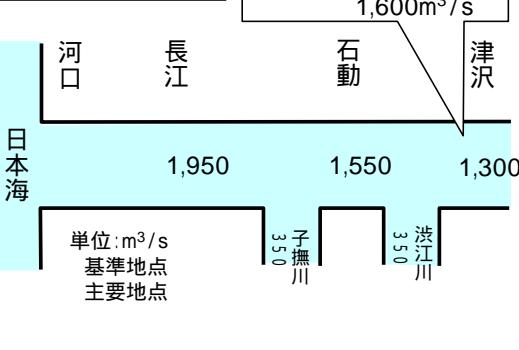 1,600m³/s
河口
長江
石動
津沢
日本海
1,950
1,550
1,300
単位:m³/s
基準地点
主要地点
子撫川
350
渋江川
350